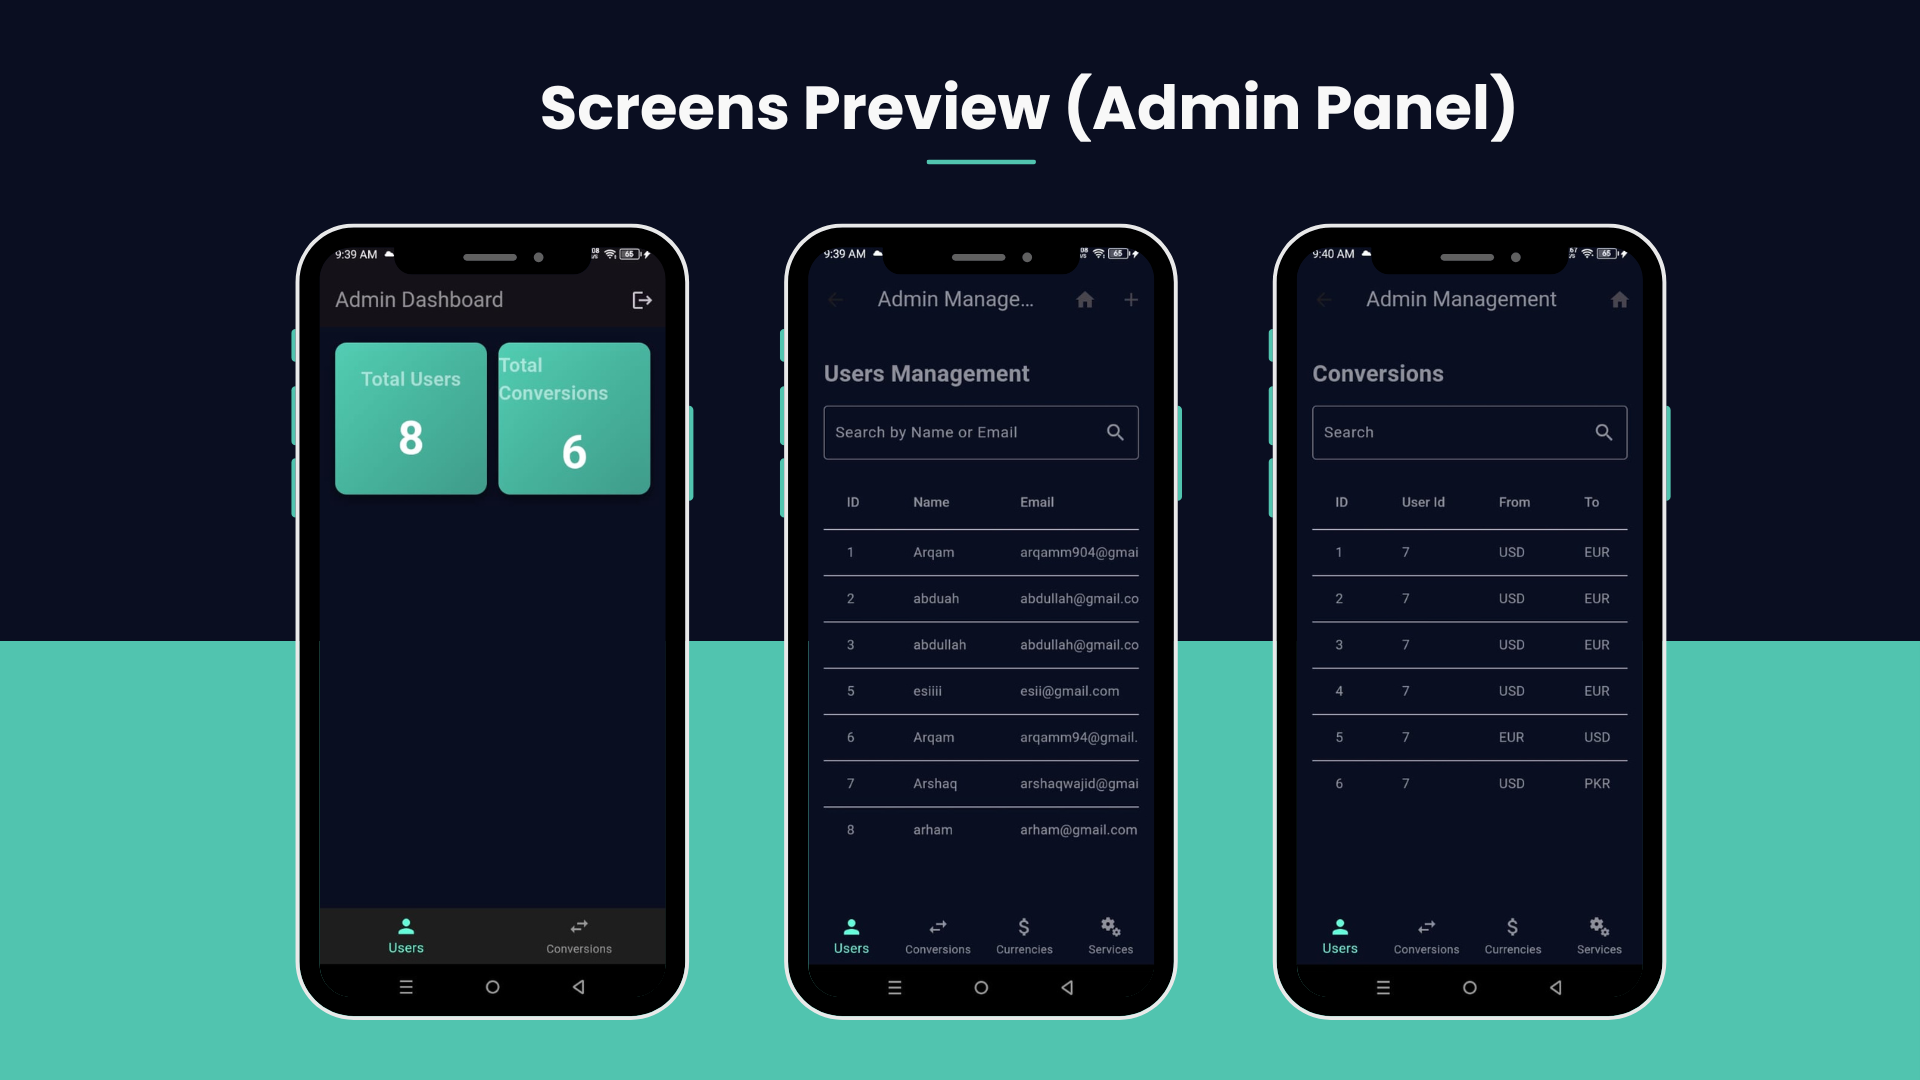 Screens Preview (Admin Panel)
9:39 AM
65
Admin Dashboard
Total Users
8
Total
Conversions
6
Users
Conversions
9:39 AM
65
Admin Manage...
Users Management
Search by Name or Email
ID Name Email
1 Arqam arqamm904@gmai
2 abduah abdullah@gmail.co
3 abdullah abdullah@gmail.co
5 esiiii esii@gmail.com
6 Arqam arqamm94@gmail.
7 Arshaq arshaqwajid@gmai
8 arham arham@gmail.com
Users Conversions Currencies Services
9:40 AM
65
Admin Management
Conversions
Search
ID User Id From To
1 7 USD EUR
2 7 USD EUR
3 7 USD EUR
4 7 USD EUR
5 7 EUR USD
6 7 USD PKR
Users Conversions Currencies Services